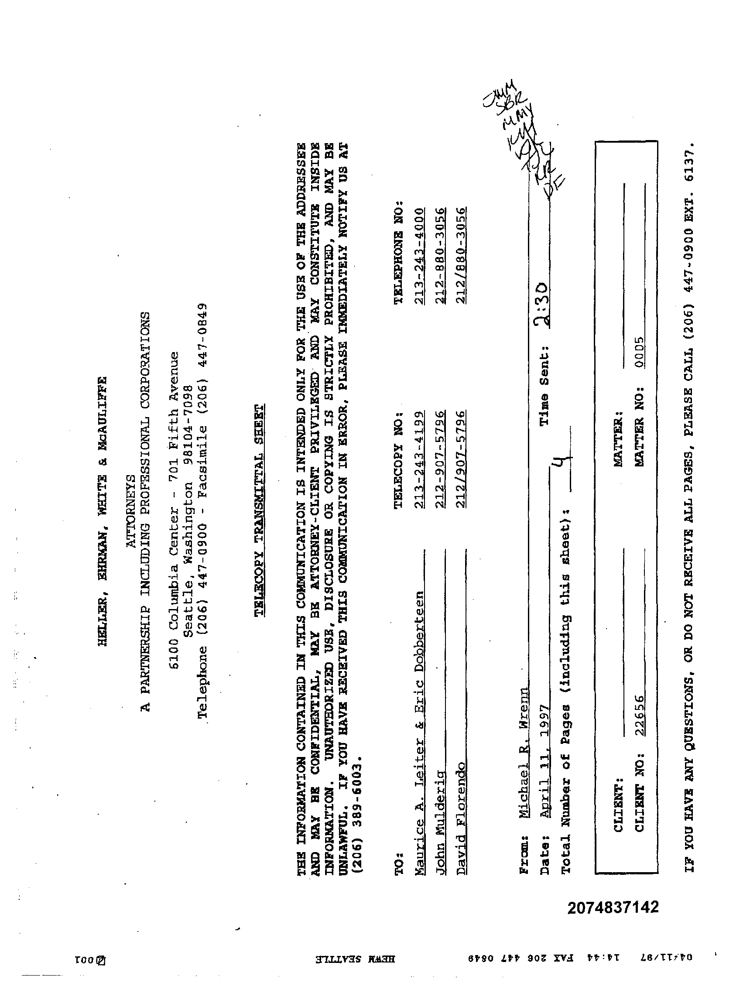 HELLER, EHRMAN, WHITE & McAULIFFE
ATTORNEYS
A PARTNERSHIP INCLUDING PROFESSIONAL CORPORATIONS
6100 Columbia Center - 701 Fifth Avenue
Seattle, Washington 98104-7098
Telephone (206) 447-0900 - Facsimile (206) 447-0849
TELECOPY TRANSMITTAL SHEET
THE INFORMATION CONTAINED IN THIS COMMUNICATION IS INTENDED ONLY FOR THE USE OF THE ADDRESSEE
AND MAY BE CONFIDENTIAL, MAY BE ATTORNEY-CLIENT PRIVILEGED AND MAY CONSTITUTE INSIDE
INFORMATION. UNAUTHORIZED USE, DISCLOSURE OR COPYING IS STRICTLY PROHIBITED, AND MAY BE
UNLAWFUL. IF YOU HAVE RECEIVED THIS COMMUNICATION IN ERROR, PLEASE IMMEDIATELY NOTIFY US AT
(206) 389-6003.
TO: TELECOPY NO: TELEPHONE NO:
Maurice A. Leiter & Eric Dobberteen 213-243-4199 213-243-4000
John Mulderig 212-907-5796 212-880-3056
David Florendo 212/907-5796 212/880-3056
JMM
SBR
MMY
KM
RR
DF
From: Michael R. Wrenn
Date: April 11, 1997 Time Sent: 2:30
Total Number of Pages (including this sheet): 4
CLIENT: MATTER:
CLIENT NO: 22656 MATTER NO: 0005
IF YOU HAVE ANY QUESTIONS, OR DO NOT RECEIVE ALL PAGES, PLEASE CALL (206) 447-0900 EXT. 6137.
2074837142
04/11/97 14:44 FAX 206 447 0849 HEWM SEATTLE 001